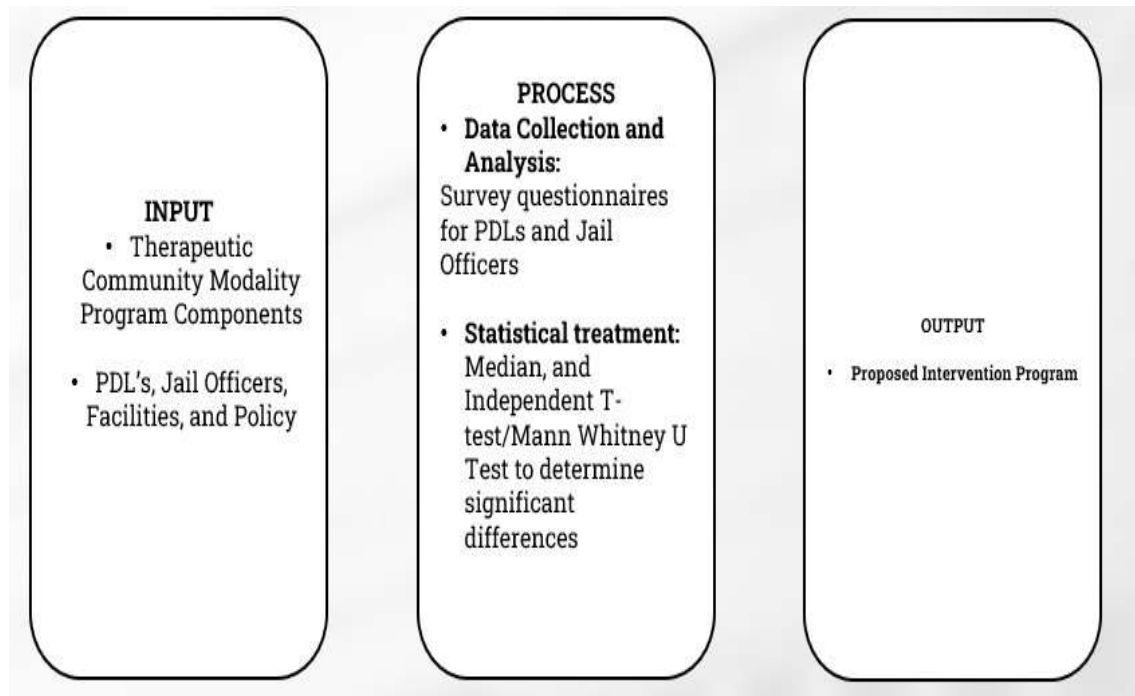 INPUT
• Therapeutic
Community Modality
Program Components
• PDL's, Jail Officers,
Facilities, and Policy
PROCESS
• Data Collection and
Analysis:
Survey questionnaires
for PDLs and Jail
Officers
• Statistical treatment:
Median, and
Independent T-
test/Mann Whitney U
Test to determine
significant
differences
OUTPUT
• Proposed Intervention Program